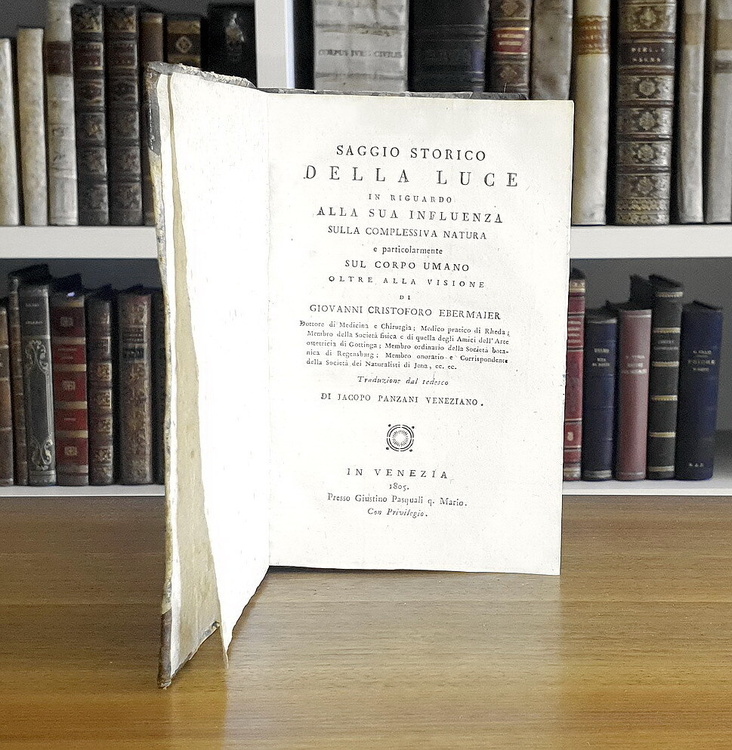 CORPUS JURIS CIVILIS
SAGGIO STORICO
DELLA LUCE
IN RIGUARDO
ALLA SUA INFLUENZA
SULLA COMPLESSIVA NATURA
e particolarmente
SUL CORPO UMANO
OLTRE ALLA VISIONE
DI
GIOVANNI CRISTOFORO EBERMAIER
Dottore di Medicina e Chirurgia; Medico pratico di Rheda;
Membro della Società fisica e di quella degli Amici dell'Arte
ostetricia di Gottinga; Membro ordinario della Società bota-
nica di Regensburg; Membro onorario e Corrispondente
della Società dei Naturalisti di Jena, ec. ec.
Traduzione dal tedesco
DI JACOPO PANZANI VENEZIANO.
IN VENEZIA
1805.
Presso Giustino Pasquali q. Mario.
Con Privilegio.